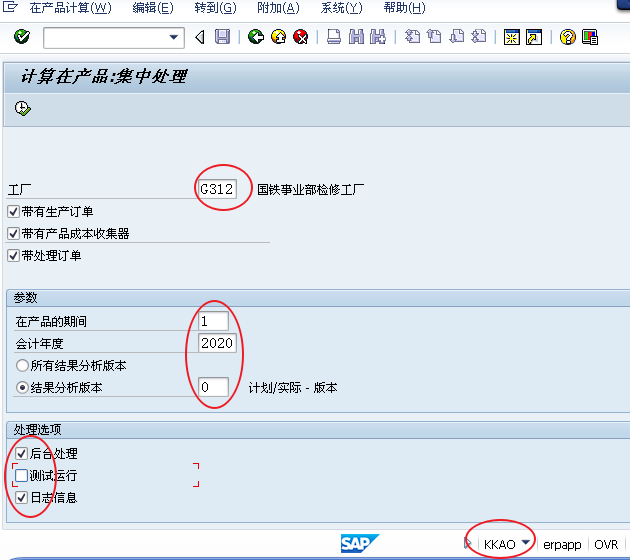 在产品计算(W) 编辑(E) 转到(G) 附加(A) 系统(Y) 帮助(H)
计算在产品:集中处理
工厂 G312 国铁事业部检修工厂
带有生产订单
带有产品成本收集器
带处理订单
参数
在产品的期间 1
会计年度 2020
所有结果分析版本
结果分析版本 0 计划/实际 - 版本
处理选项
后台处理
测试运行
日志信息
SAP KKAO erpapp OVR